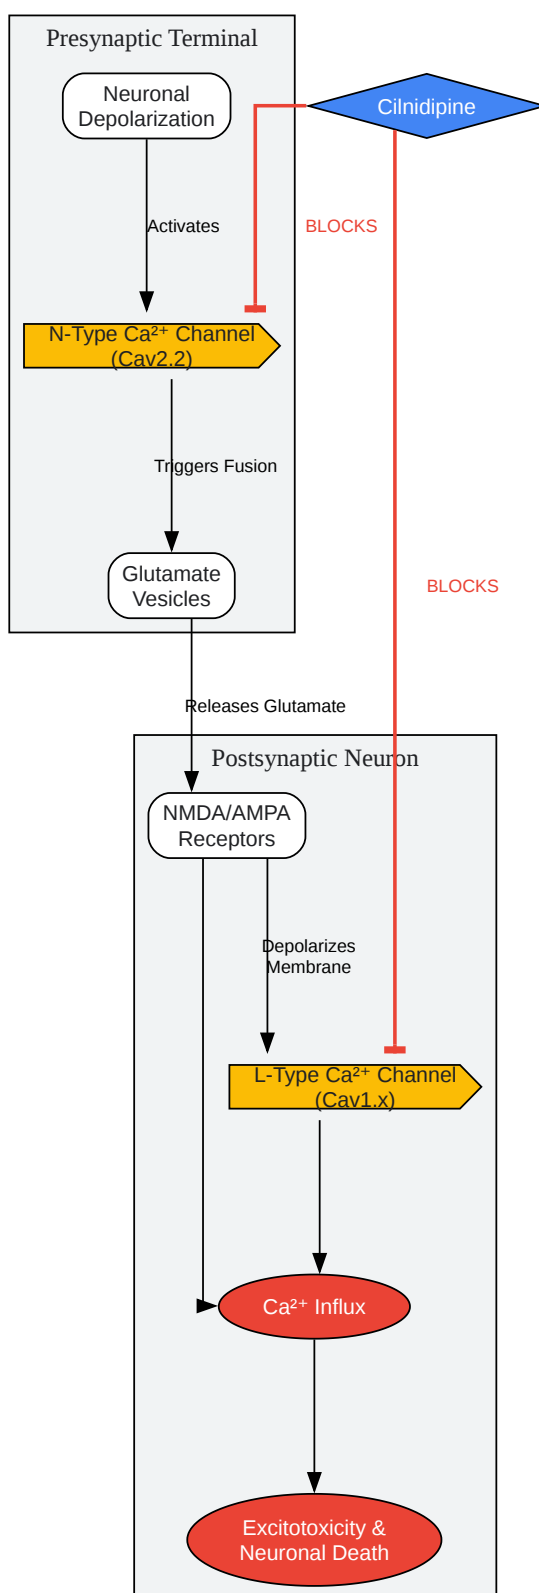 Presynaptic Terminal
Neuronal
Depolarization
Cilnidipine
Activates
BLOCKS
N-Type Ca²⁺ Channel
(Cav2.2)
Triggers Fusion
Glutamate
Vesicles
BLOCKS
Releases Glutamate
Postsynaptic Neuron
NMDA/AMPA
Receptors
Depolarizes
Membrane
L-Type Ca²⁺ Channel
(Cav1.x)
Ca²⁺ Influx
Excitotoxicity &
Neuronal Death